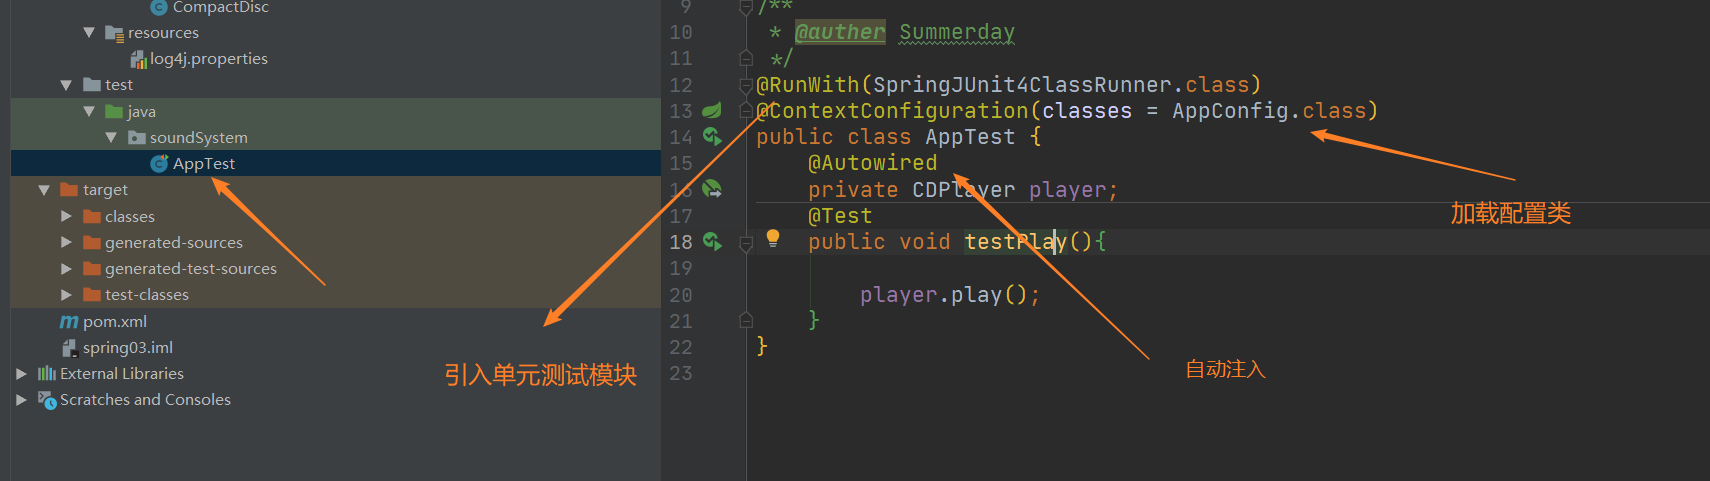 CompactDisc
resources
log4j.properties
test
java
soundSystem
AppTest
target
classes
generated-sources
generated-test-sources
test-classes
pom.xml
spring03.iml
External Libraries
Scratches and Consoles
引入单元测试模块
9 /**
10 * @auther Summerday
11 */
12 @RunWith(SpringJUnit4ClassRunner.class)
13 @ContextConfiguration(classes = AppConfig.class)
14 public class AppTest {
15 @Autowired
16 private CDPlayer player;
17 @Test
18 public void testPlay(){
19
20 player.play();
21 }
22 }
23
加载配置类
自动注入